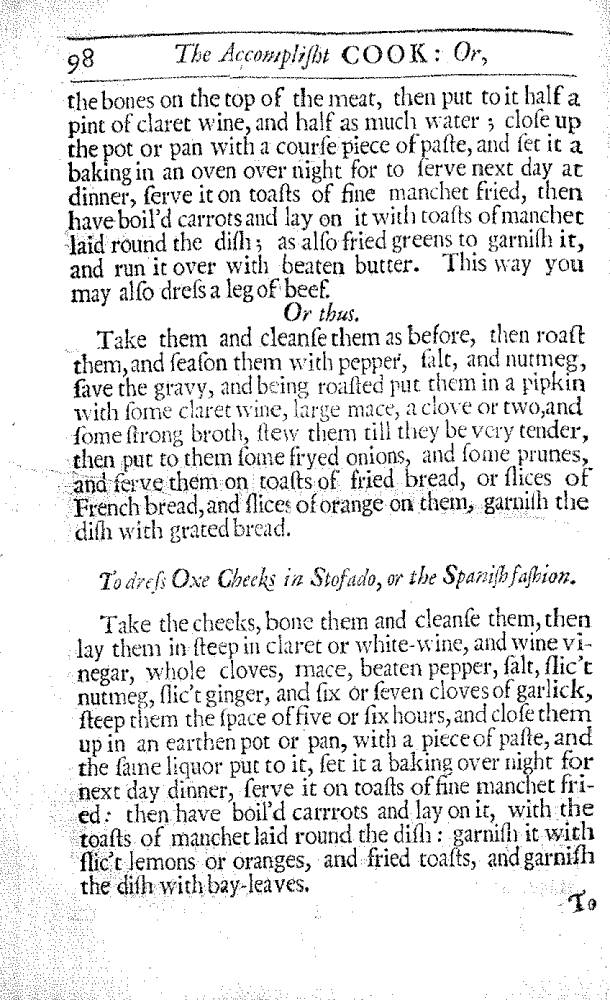 98 The Accompliſht COOK: Or,
the bones on the top of the meat, then put to it half a
pint of claret wine, and half as much water ; cloſe up
the pot or pan with a courſe piece of paſte, and ſet it a
baking in an oven over night for to ſerve next day at
dinner, ſerve it on toaſts of fine manchet fried, then
have boil'd carrots and lay on it with toaſts of manchet
laid round the diſh ; as alſo fried greens to garniſh it,
and run it over with beaten butter. This way you
may alſo dreſs a leg of beef.
Or thus.
Take them and cleanſe them as before, then roaſt
them, and ſeaſon them with pepper, ſalt, and nutmeg,
ſave the gravy, and being roaſted put them in a pipkin
with ſome claret wine, large mace, a clove or two, and
ſome ſtrong broth, ſtew them till they be very tender,
then put to them ſome fryed onions, and ſome prunes,
and ſerve them on toaſts of fried bread, or ſlices of
French bread, and ſlices of orange on them, garniſh the
diſh with grated bread.
To dreſs Oxe Cheeks in Stofado, or the Spaniſh faſhion.
Take the cheeks, bone them and cleanſe them, then
lay them in ſteep in claret or white-wine, and wine vi-
negar, whole cloves, mace, beaten pepper, ſalt, ſlic't
nutmeg, ſlic't ginger, and ſix or ſeven cloves of garlick,
ſteep them the ſpace of five or ſix hours, and cloſe them
up in an earthen pot or pan, with a piece of paſte, and
the ſame liquor put to it, ſet it a baking over night for
next day dinner, ſerve it on toaſts of fine manchet fri-
ed: then have boil'd carrrots and lay on it, with the
toaſts of manchet laid round the diſh : garniſh it with
ſlic't lemons or oranges, and fried toaſts, and garniſh
the diſh with bay-leaves.
To